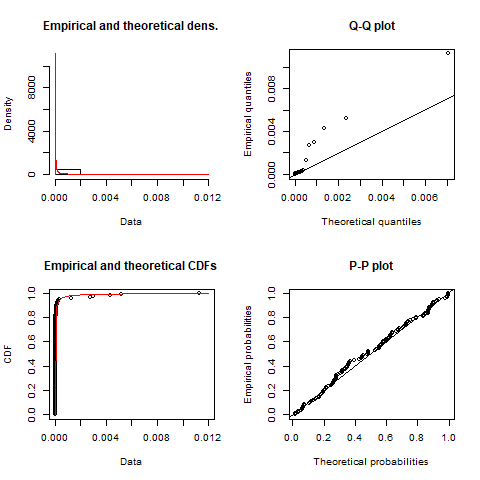 Empirical and theoretical dens.
Density
0 4000 10000
0.000 0.004 0.008 0.012
Data
Q-Q plot
Empirical quantiles
0.000 0.004 0.008
0.000 0.002 0.004 0.006
Theoretical quantiles
Empirical and theoretical CDFs
CDF
0.0 0.2 0.4 0.6 0.8 1.0
0.000 0.004 0.008 0.012
Data
P-P plot
Empirical probabilities
0.0 0.2 0.4 0.6 0.8 1.0
0.0 0.2 0.4 0.6 0.8 1.0
Theoretical probabilities